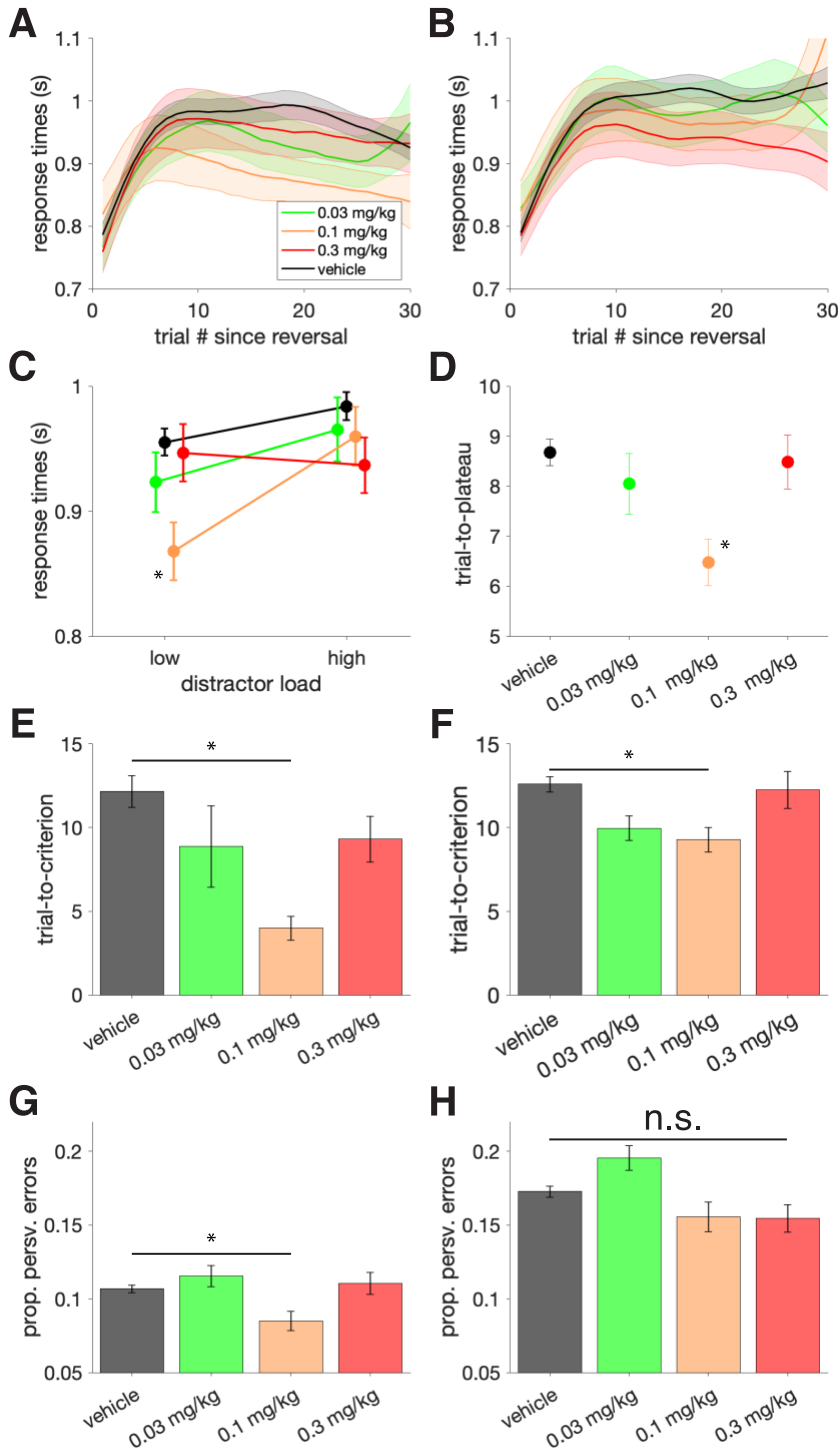 A
response times (s)
1.1
1
0.9
0.8
0.7
0
10
20
30
trial # since reversal
0.03 mg/kg
0.1 mg/kg
0.3 mg/kg
vehicle
B
response times (s)
1.1
1
0.9
0.8
0.7
0
10
20
30
trial # since reversal
C
response times (s)
1
0.9
0.8
*
low
high
distractor load
D
trial-to-plateau
10
9
8
7
6
5
*
vehicle
0.03 mg/kg
0.1 mg/kg
0.3 mg/kg
E
trial-to-criterion
15
10
5
0
*
vehicle
0.03 mg/kg
0.1 mg/kg
0.3 mg/kg
F
trial-to-criterion
15
10
5
0
*
vehicle
0.03 mg/kg
0.1 mg/kg
0.3 mg/kg
G
prop. persv. errors
0.2
0.15
0.1
0.05
*
vehicle
0.03 mg/kg
0.1 mg/kg
0.3 mg/kg
H
prop. persv. errors
0.2
0.15
0.1
0.05
n.s.
vehicle
0.03 mg/kg
0.1 mg/kg
0.3 mg/kg